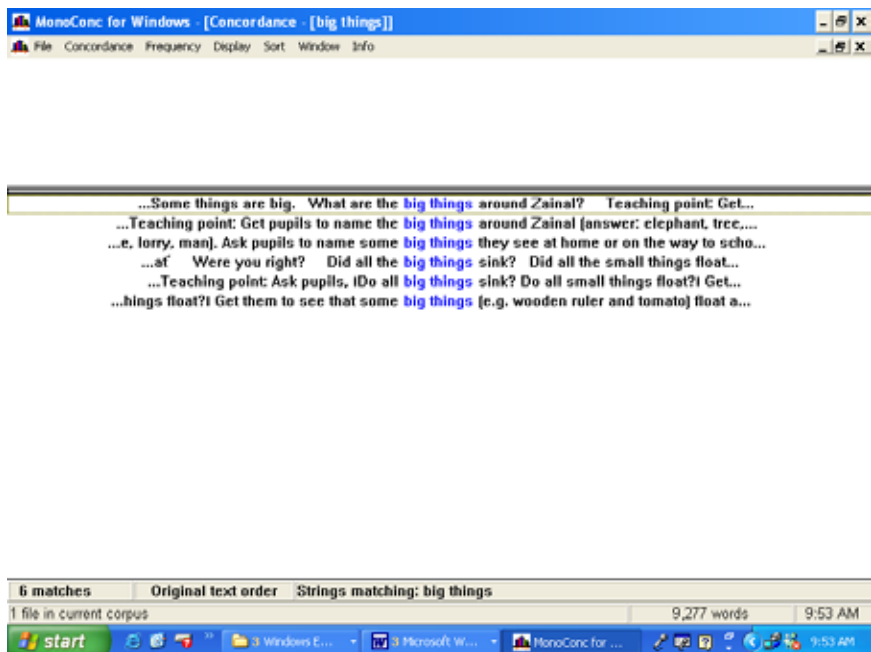 MonoConc for Windows - [Concordance - [big things]]
File Concordance Frequency Display Sort Window Info
...Some things are big. What are the big things around Zainal? Teaching point: Get...
...Teaching point: Get pupils to name the big things around Zainal (answer: elephant, tree,....
...e, lorry, man). Ask pupils to name some big things they see at home or on the way to scho...
...at Were you right? Did all the big things sink? Did all the small things float...
...Teaching point: Ask pupils, ìDo all big things sink? Do all small things float?î Get...
...hings float?î Get them to see that some big things (e.g. wooden ruler and tomato) float a...
6 matches Original text order Strings matching: big things
1 file in current corpus 9,277 words 9:53 AM
start 3 Windows E... 3 Microsoft W... MonoConc for ... 9:53 AM